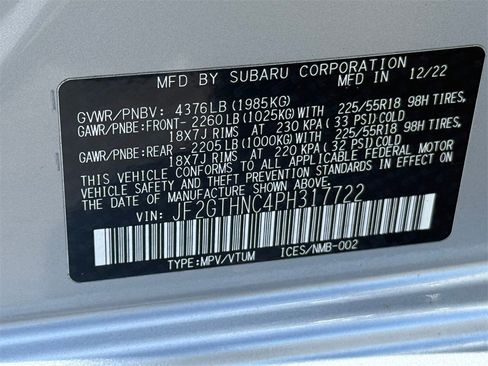 MFD BY SUBARU CORPORATION IN 12/22
GVWR/PNBV: 4376LB(1985KG)
GAWR/PNBE:FRONT- 2260LB(1025KG)WITH 225/55R18 98H TIRES,
18X7J RIMS AT 230 KPA (33 PSI)COLD
GAWR/PNBE:REAR - 2205LB(1000KG)WITH 225/55R18 98H TIRES,
18X7J RIMS AT 220 KPA (32 PSI)COLD
THIS VEHICLE CONFORMS TO ALL APPLICABLE FEDERAL MOTOR
VEHICLE SAFETY AND THEFT PREVENTION STANDARDS IN EFFECT ON
THE DATE OF MANUFACTURE SHOWN ABOVE.
VIN: JF2GTHNC4PH317722
TYPE:MPV/VTUM ICES/NMB-002